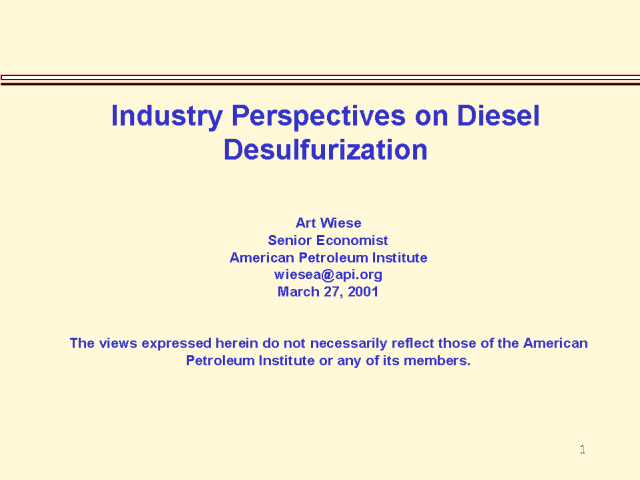 Industry Perspectives on Diesel
Desulfurization
Art Wiese
Senior Economist
American Petroleum Institute
wiesea@api.org
March 27, 2001
The views expressed herein do not necessarily reflect those of the American
Petroleum Institute or any of its members.
1